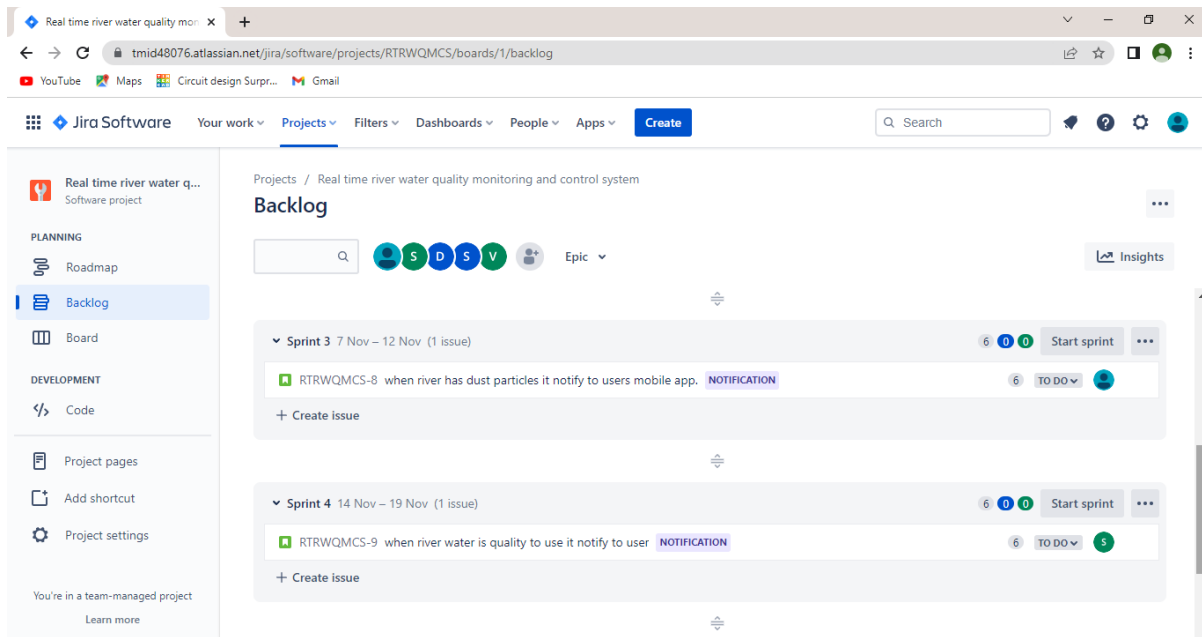 Real time river water quality mon
tmid48076.atlassian.net/jira/software/projects/RTRWQMCS/boards/1/backlog
YouTube Maps Circuit design Surpr... Gmail
Jira Software Your work Projects Filters Dashboards People Apps Create Search
Real time river water q...
Software project
PLANNING
Roadmap
Backlog
Board
DEVELOPMENT
Code
Project pages
Add shortcut
Project settings
You're in a team-managed project
Learn more
Projects / Real time river water quality monitoring and control system
Backlog
S D S V Epic Insights
Sprint 3 7 Nov – 12 Nov (1 issue) 6 0 0 Start sprint
RTRWQMCS-8 when river has dust particles it notify to users mobile app. NOTIFICATION 6 TO DO
+ Create issue
Sprint 4 14 Nov – 19 Nov (1 issue) 6 0 0 Start sprint
RTRWQMCS-9 when river water is quality to use it notify to user NOTIFICATION 6 TO DO S
+ Create issue